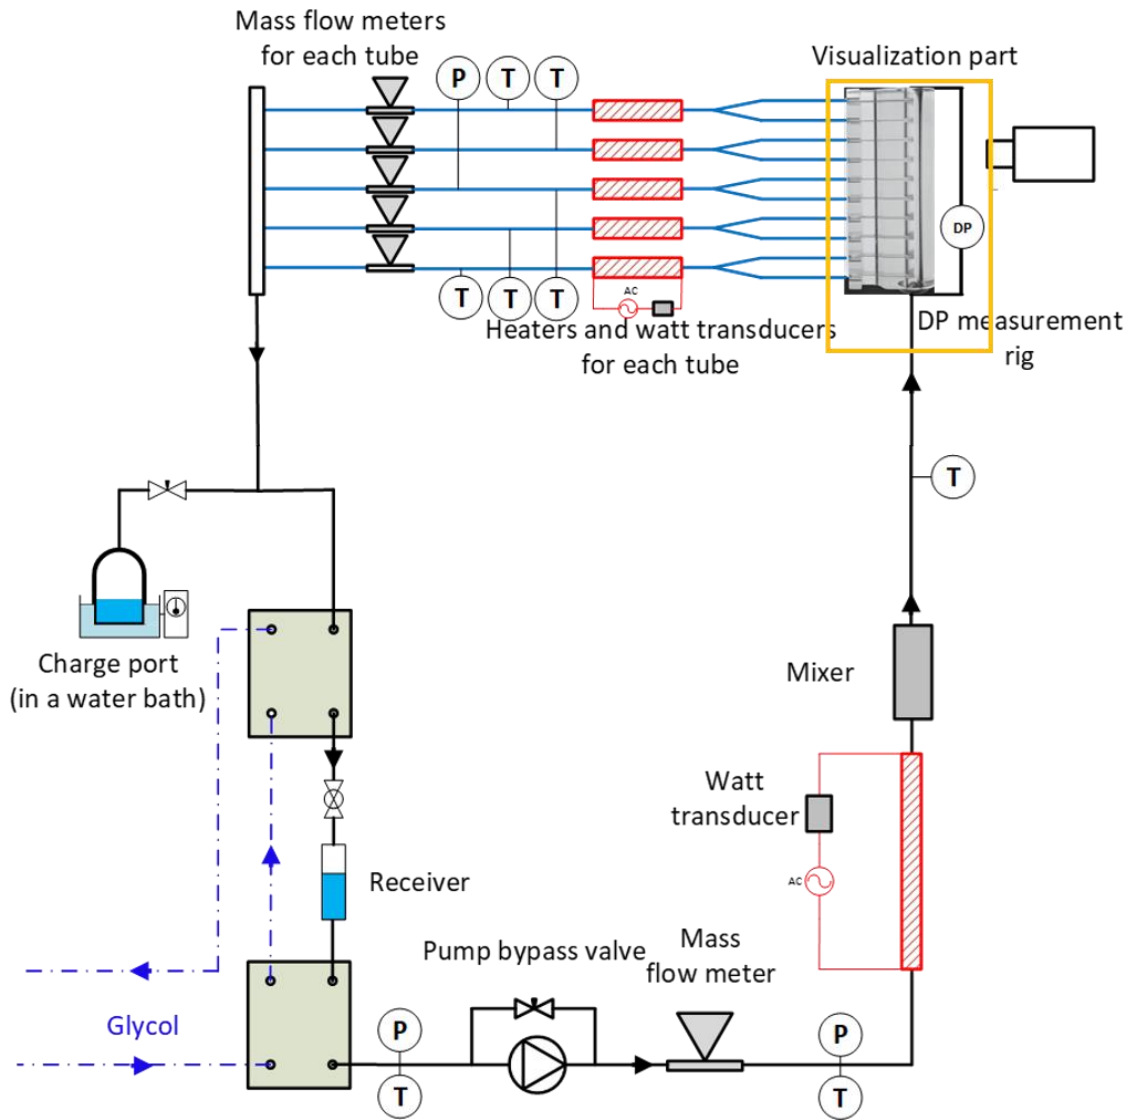 Mass flow meters
for each tube
Visualization part
P
T
T
DP
T
T
T
AC
Heaters and watt transducers
for each tube
DP measurement
rig
T
Charge port
(in a water bath)
Mixer
Watt
transducer
AC
Receiver
Pump bypass valve
Mass
flow meter
Glycol
P
T
P
T